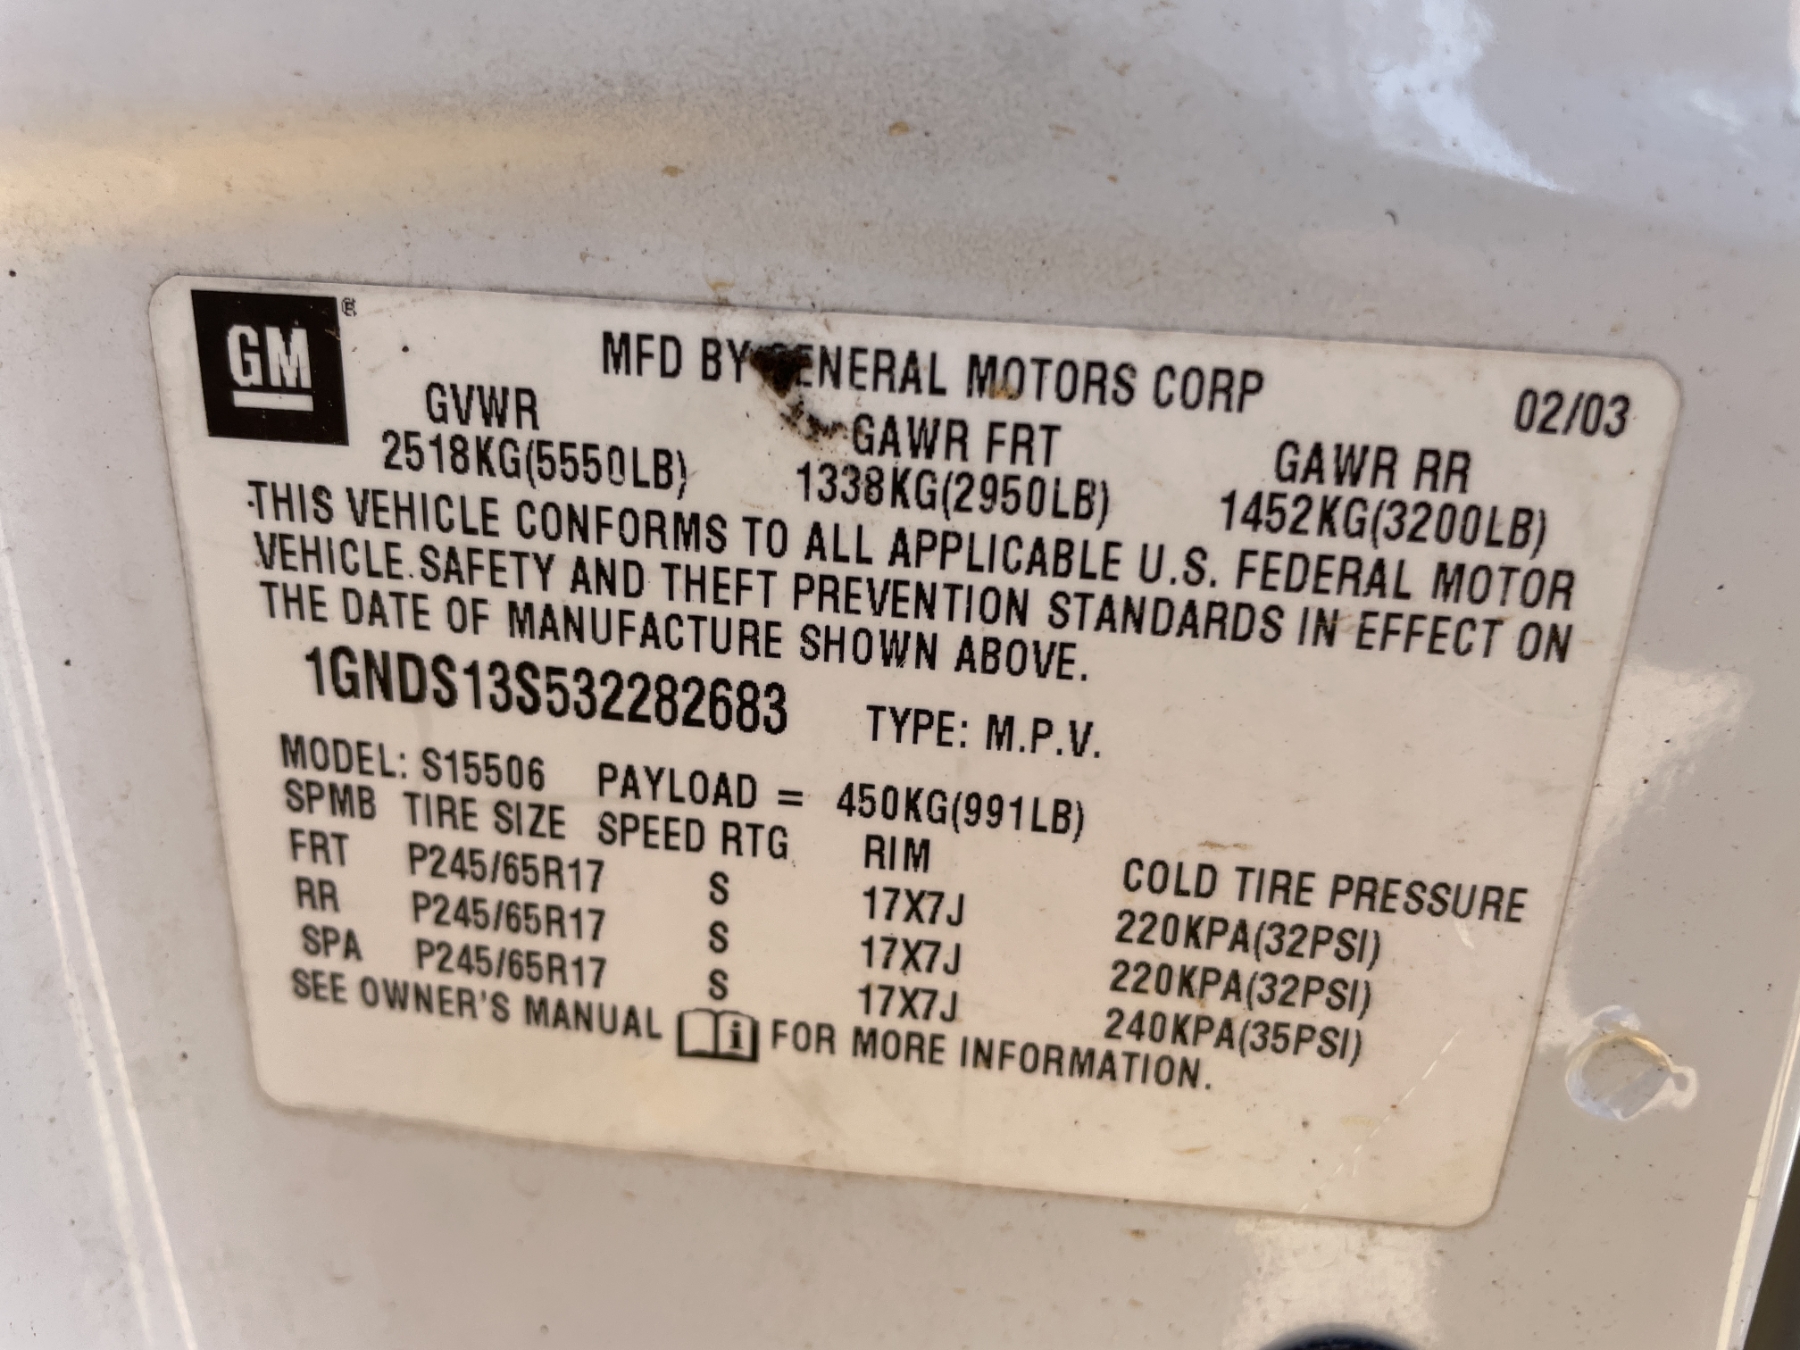 GM ®
MFD BY GENERAL MOTORS CORP 02/03
GVWR GAWR FRT GAWR RR
2518KG(5550LB) 1338KG(2950LB) 1452KG(3200LB)
THIS VEHICLE CONFORMS TO ALL APPLICABLE U.S. FEDERAL MOTOR
VEHICLE SAFETY AND THEFT PREVENTION STANDARDS IN EFFECT ON
THE DATE OF MANUFACTURE SHOWN ABOVE.
1GNDS13S532282683 TYPE: M.P.V.
MODEL: S15506 PAYLOAD = 450KG(991LB)
SPMB TIRE SIZE SPEED RTG RIM COLD TIRE PRESSURE
FRT P245/65R17 S 17X7J 220KPA(32PSI)
RR P245/65R17 S 17X7J 220KPA(32PSI)
SPA P245/65R17 S 17X7J 240KPA(35PSI)
SEE OWNER'S MANUAL i FOR MORE INFORMATION.